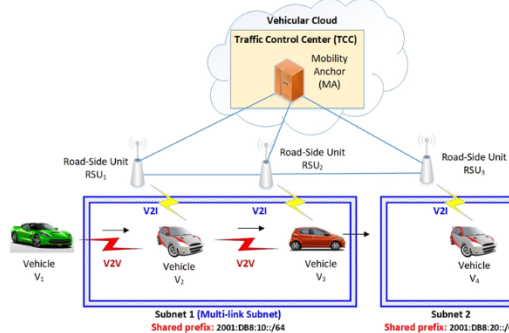 Vehicular Cloud
Traffic Control Center (TCC)
Mobility
Anchor
(MA)
Road-Side Unit
RSU1
Road-Side Unit
RSU2
Road-Side Unit
RSU3
V2I
V2I
V2I
Vehicle
V1
V2V
Vehicle
V2
V2V
Vehicle
V3
Vehicle
V4
Subnet 1 (Multi-link Subnet)
Shared prefix: 2001:DB8:10::/64
Subnet 2
Shared prefix: 2001:DB8:20::/